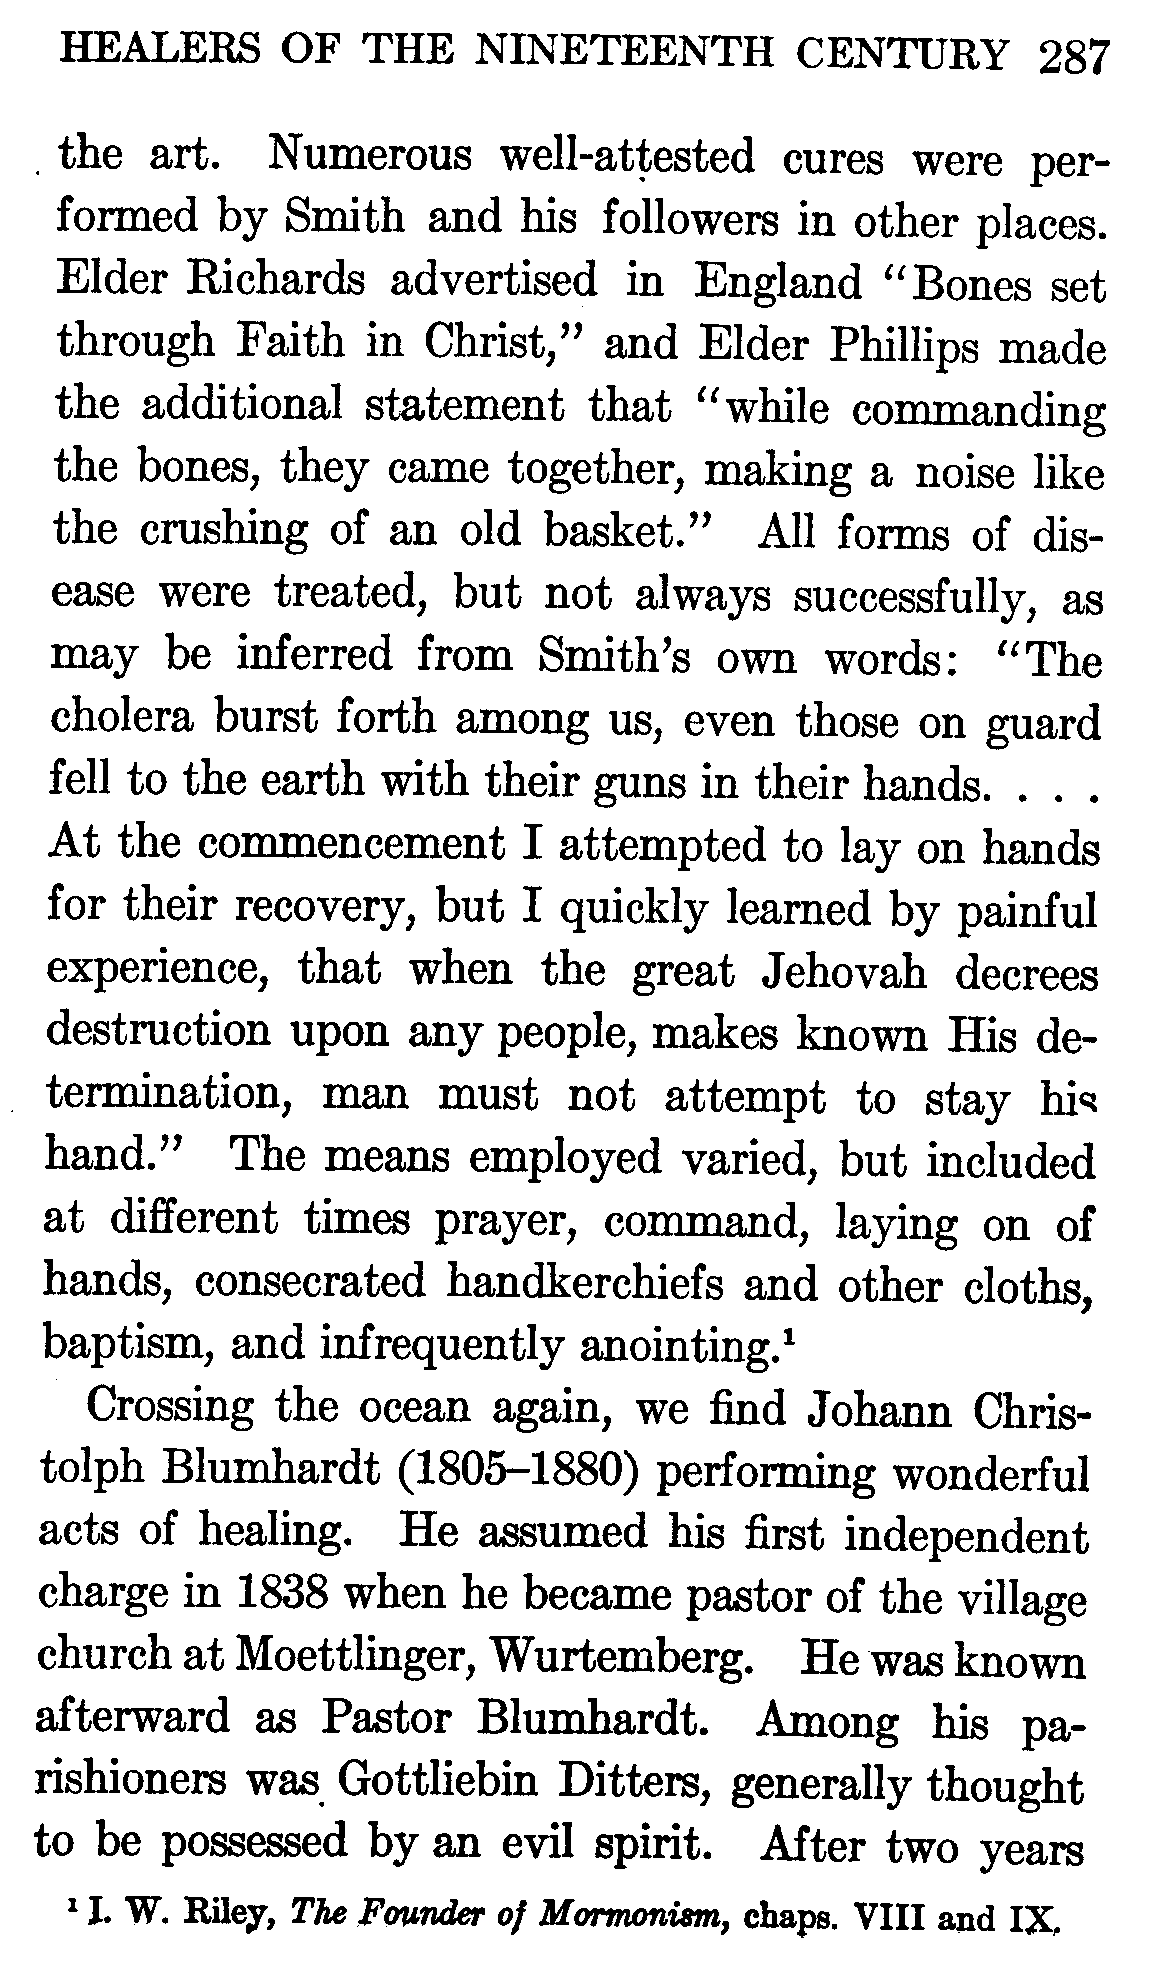 HEALERS OF THE NINETEENTH CENTURY 287
the art. Numerous well-attested cures were per-
formed by Smith and his followers in other places.
Elder Richards advertised in England "Bones set
through Faith in Christ," and Elder Phillips made
the additional statement that "while commanding
the bones, they came together, making a noise like
the crushing of an old basket." All forms of dis-
ease were treated, but not always successfully, as
may be inferred from Smith's own words: "The
cholera burst forth among us, even those on guard
fell to the earth with their guns in their hands. . . .
At the commencement I attempted to lay on hands
for their recovery, but I quickly learned by painful
experience, that when the great Jehovah decrees
destruction upon any people, makes known His de-
termination, man must not attempt to stay his
hand." The means employed varied, but included
at different times prayer, command, laying on of
hands, consecrated handkerchiefs and other cloths,
baptism, and infrequently anointing.¹
Crossing the ocean again, we find Johann Chris-
tolph Blumhardt (1805–1880) performing wonderful
acts of healing. He assumed his first independent
charge in 1838 when he became pastor of the village
church at Moettlinger, Wurtemberg. He was known
afterward as Pastor Blumhardt. Among his pa-
rishioners was Gottliebin Ditters, generally thought
to be possessed by an evil spirit. After two years
¹ I. W. Riley, The Founder of Mormonism, chaps. VIII and IX.